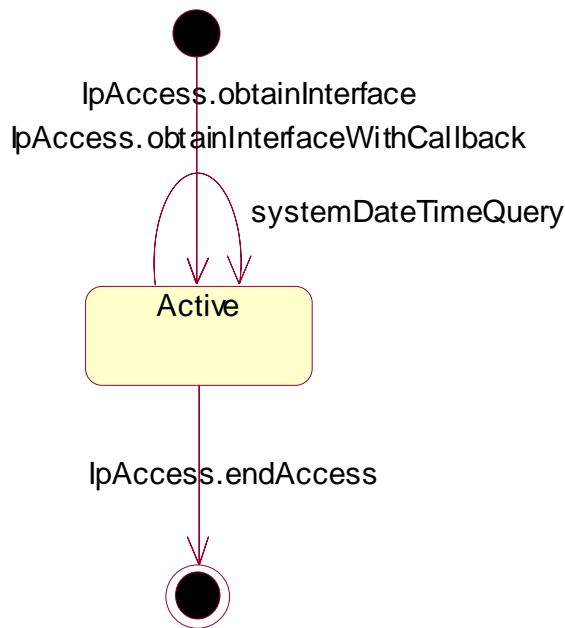 IpAccess.obtainInterface
IpAccess.obtainInterfaceWithCallback
systemDateTimeQuery
Active
IpAccess.endAccess